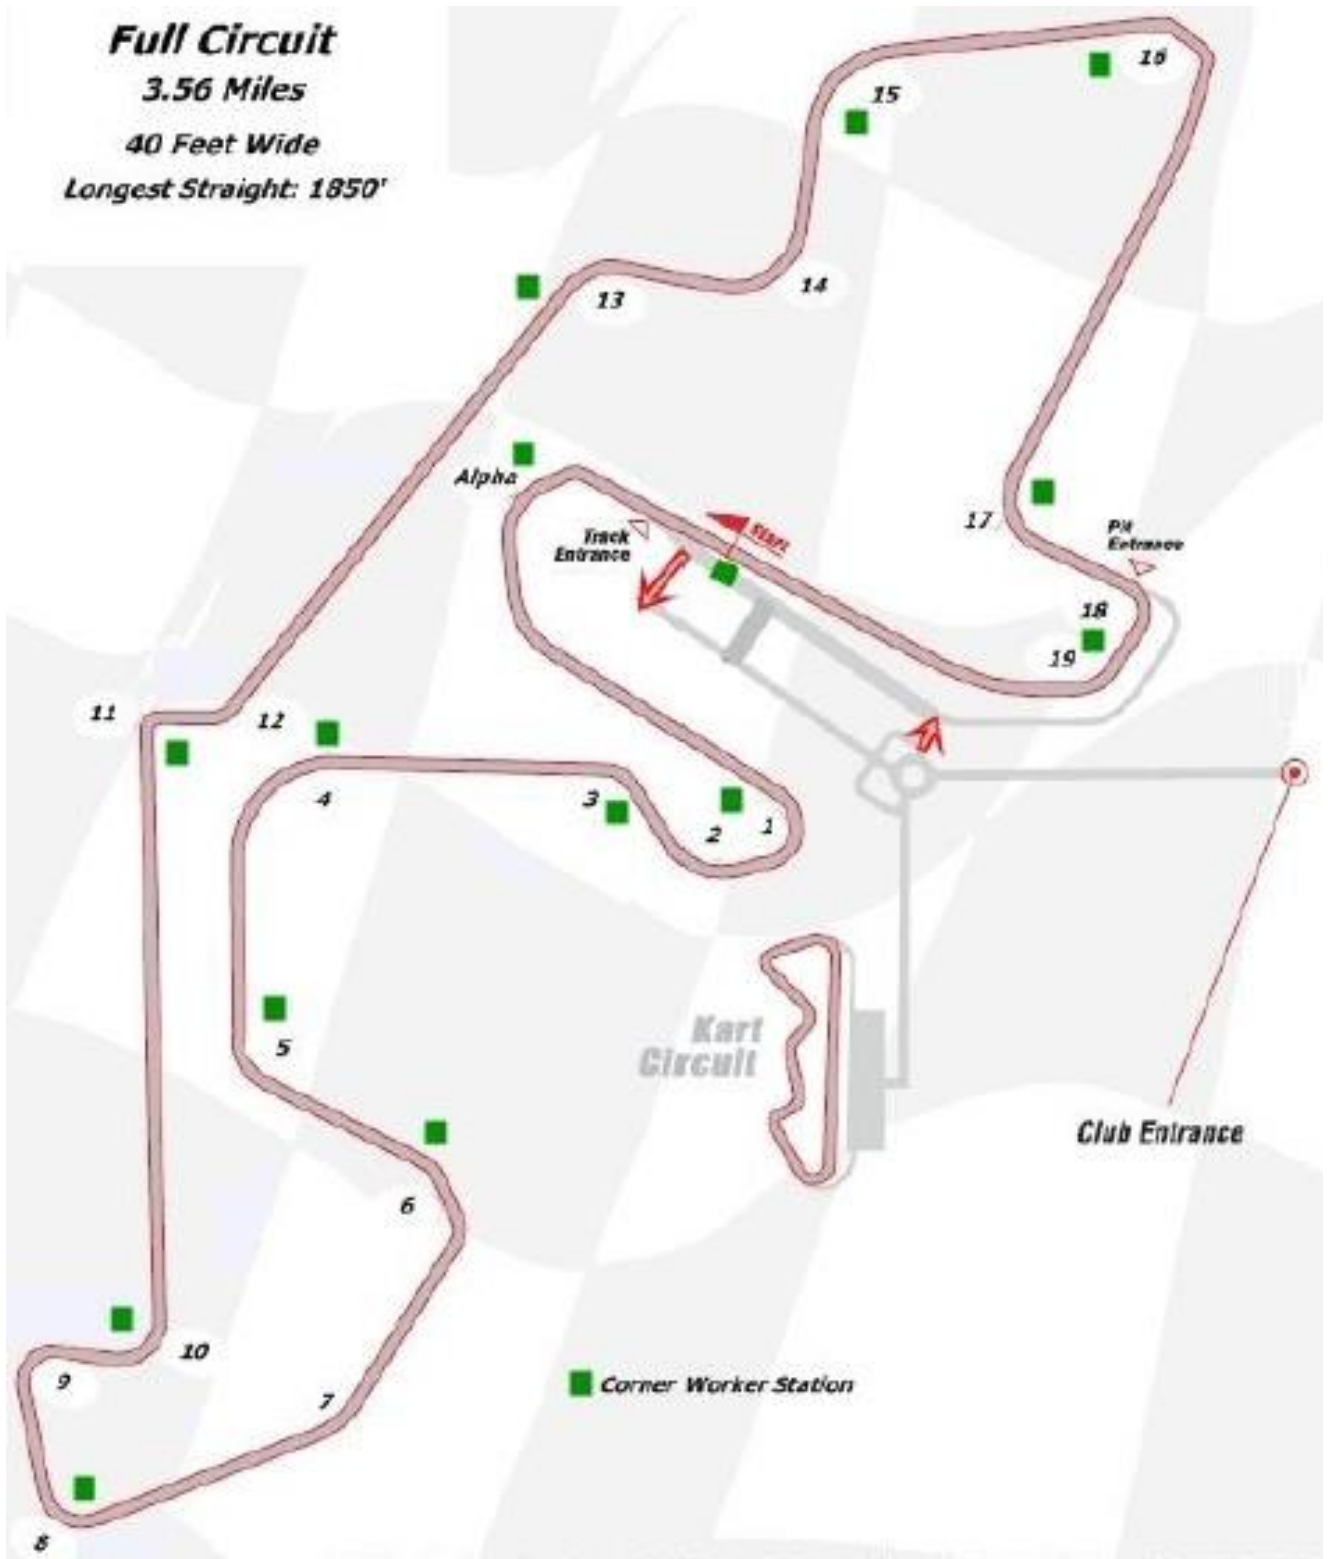 Full Circuit
3.56 Miles
40 Feet Wide
Longest Straight: 1850'
16
15
14
13
Alpha
Track
Entrance
Start
17
Pit
Entrance
18
19
11
12
4
3
2
1
5
Kart
Circuit
Club Entrance
6
10
9
7
Corner Worker Station
8